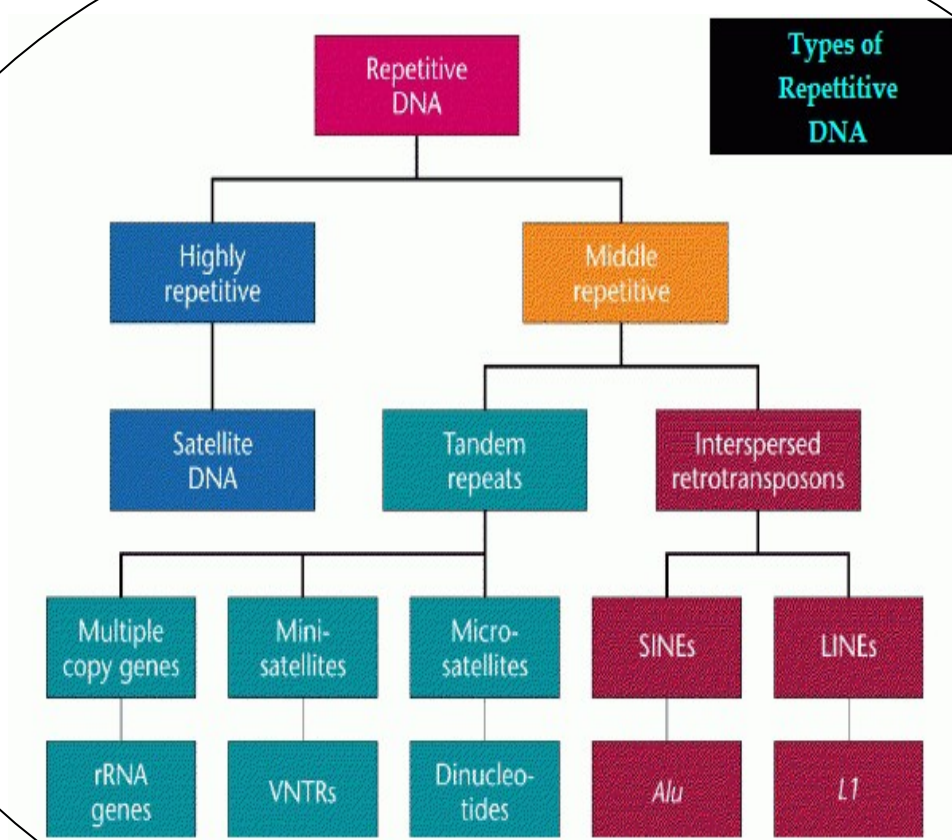 Types of
Repettitive
DNA
Repetitive
DNA
Highly
repetitive
Middle
repetitive
Satellite
DNA
Tandem
repeats
Interspersed
retrotransposons
Multiple
copy genes
Mini-
satellites
Micro-
satellites
SINEs
LINEs
rRNA
genes
VNTRs
Dinucleo-
tides
Alu
L1